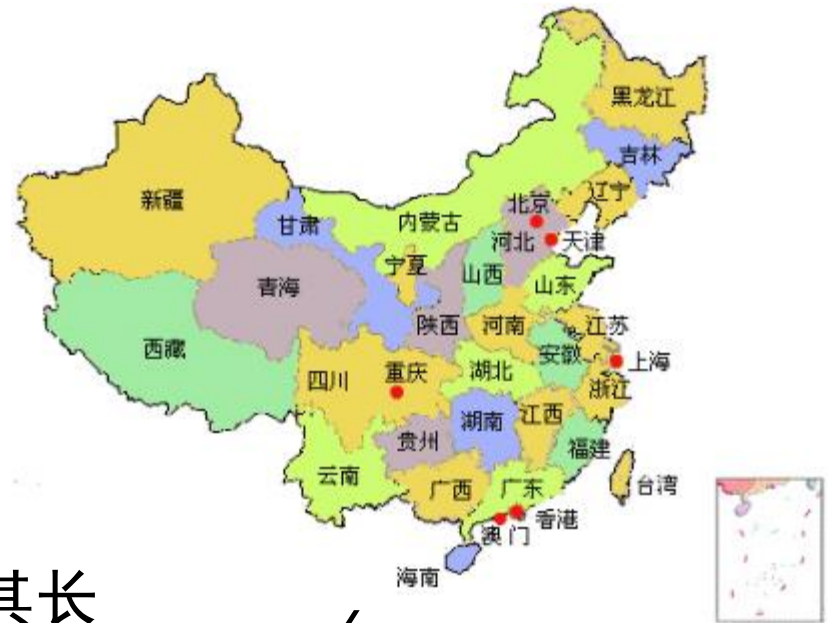 黑龙江
吉林
辽宁
新疆
北京
甘肃
内蒙古
河北
天津
宁夏
山西
青海
山东
陕西
河南
江苏
西藏
安徽
上海
四川
重庆
湖北
浙江
湖南
江西
贵州
福建
云南
广西
广东
台湾
香港
澳门
海南
其长